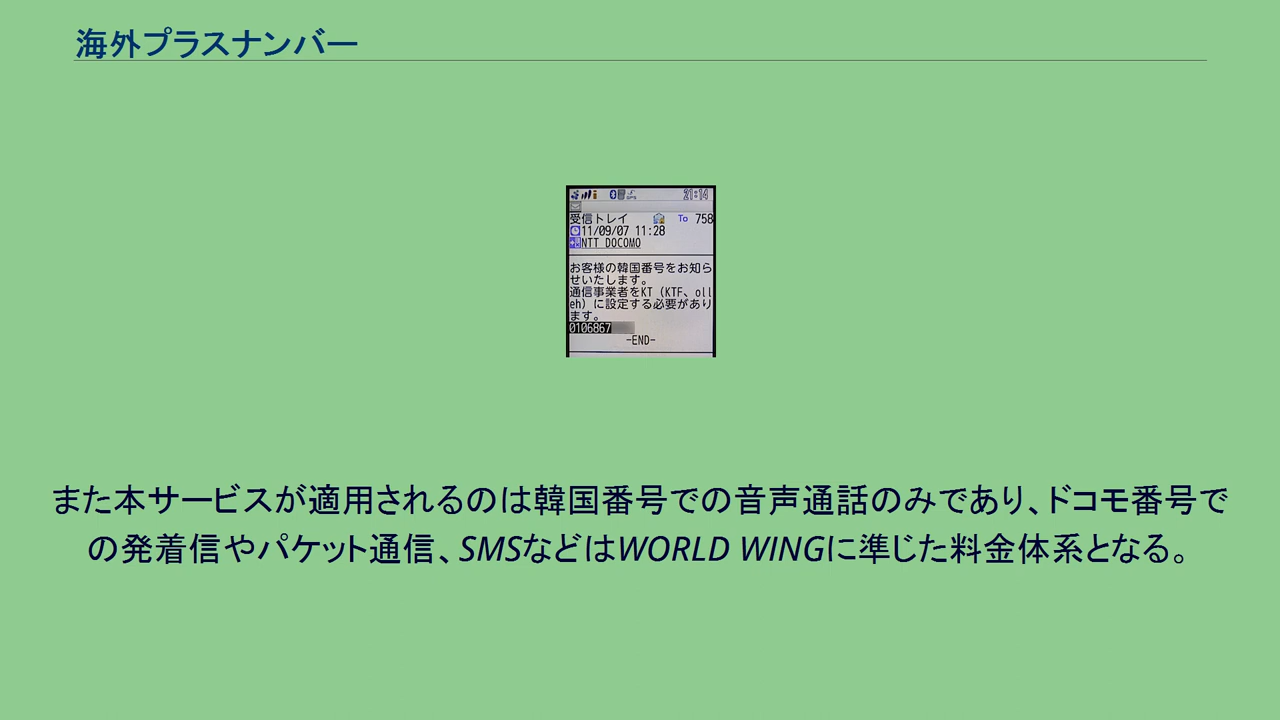 海外プラスナンバー
21:14
受信トレイ To 758
11/09/07 11:28
NTT DOCOMO
お客様の韓国番号をお知ら
せいたします。
通信事業者をKT（KTF、oll
eh）に設定する必要があり
ます。
0106867
-END-
また本サービスが適用されるのは韓国番号での音声通話のみであり、ドコモ番号で
の発着信やパケット通信、SMSなどはWORLD WINGに準じた料金体系となる。